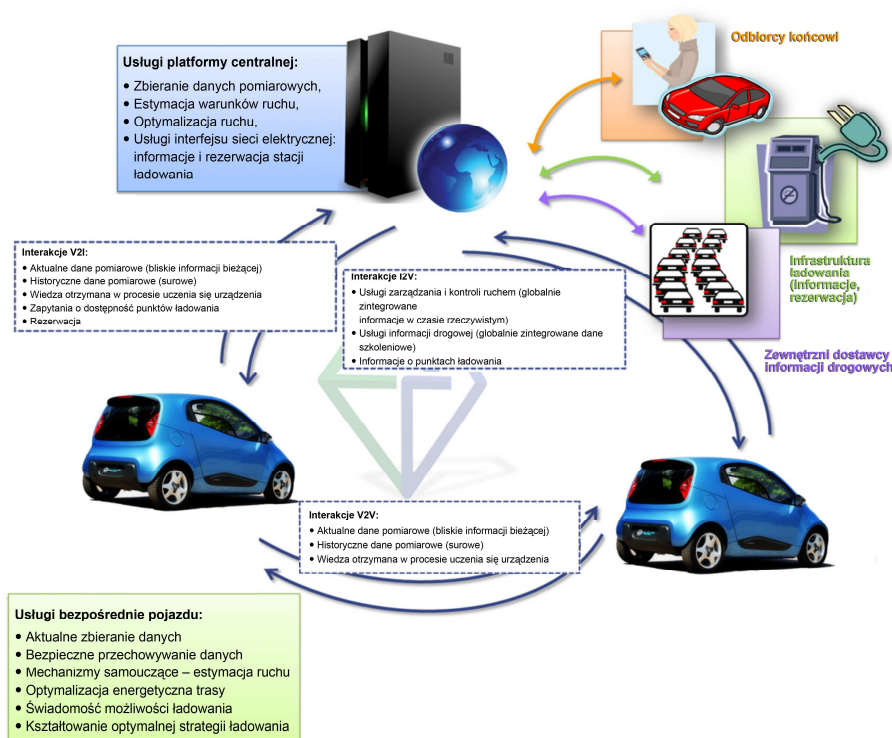 Usługi platformy centralnej:
• Zbieranie danych pomiarowych,
• Estymacja warunków ruchu,
• Optymalizacja ruchu,
• Usługi interfejsu sieci elektrycznej:
informacje i rezerwacja stacji
ładowania
Odbiorcy końcowi
Infrastruktura
ładowania
(informacje,
rezerwacja)
Zewnętrzni dostawcy
informacji drogowych
Interakcje V2I:
• Aktualne dane pomiarowe (bliskie informacji bieżącej)
• Historyczne dane pomiarowe (surowe)
• Wiedza otrzymana w procesie uczenia się urządzenia
• Zapytania o dostępność punktów ładowania
• Rezerwacja
Interakcje I2V:
• Usługi zarządzania i kontroli ruchem (globalnie
zintegrowane
informacje w czasie rzeczywistym)
• Usługi informacji drogowej (globalnie zintegrowane dane
szkoleniowe)
• Informacje o punktach ładowania
Interakcje V2V:
• Aktualne dane pomiarowe (bliskie informacji bieżącej)
• Historyczne dane pomiarowe (surowe)
• Wiedza otrzymana w procesie uczenia się urządzenia
Usługi bezpośrednie pojazdu:
• Aktualne zbieranie danych
• Bezpieczne przechowywanie danych
• Mechanizmy samouczące – estymacja ruchu
• Optymalizacja energetyczna trasy
• Świadomość możliwości ładowania
• Kształtowanie optymalnej strategii ładowania